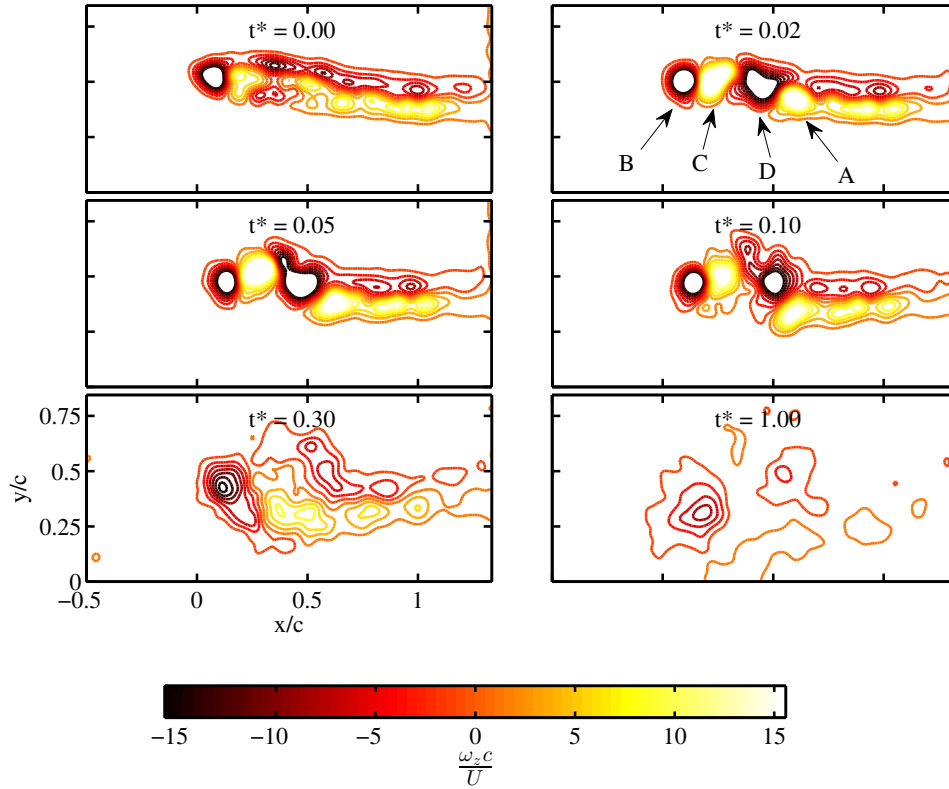 t* = 0.00
t* = 0.02
B
C
D
A
t* = 0.05
t* = 0.10
t* = 0.30
t* = 1.00
0.75
0.5
0.25
0
y/c
−0.5
0
0.5
1
x/c
−15
−10
−5
0
5
10
15
ω_z c
U